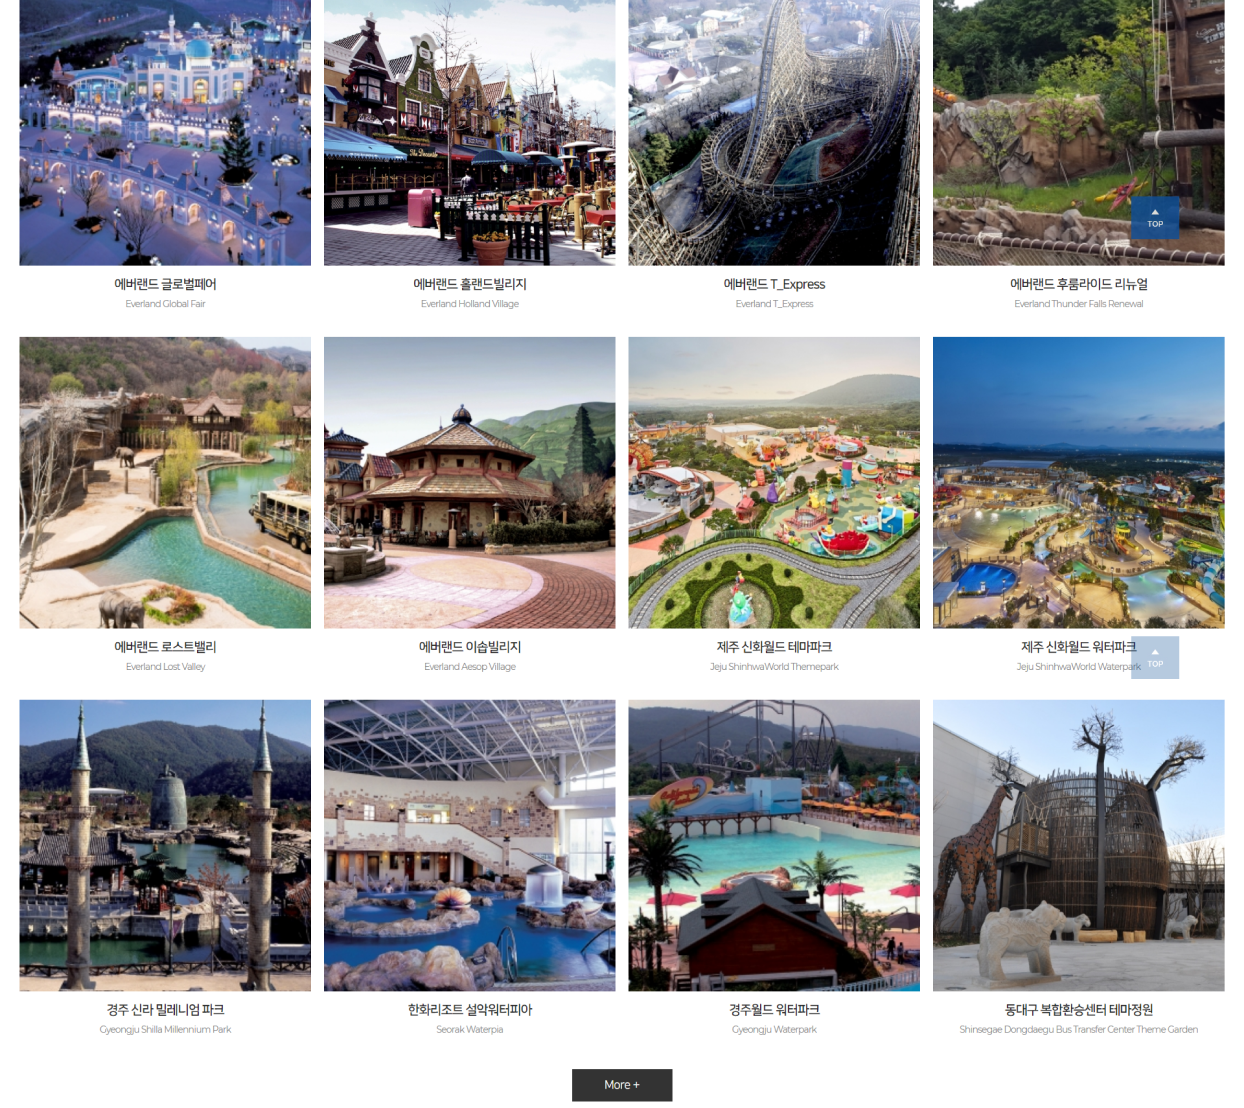 TOP
에버랜드 글로벌페어
Everland Global Fair
에버랜드 홀랜드빌리지
Everland Holland Village
에버랜드 T_Express
Everland T_Express
에버랜드 후룸라이드 리뉴얼
Everland Thunder Falls Renewal
에버랜드 로스트밸리
Everland Lost Valley
에버랜드 이솝빌리지
Everland Aesop Village
제주 신화월드 테마파크
Jeju ShinhwaWorld Themepark
제주 신화월드 워터파크
Jeju ShinhwaWorld Waterpark
TOP
경주 신라 밀레니엄 파크
Gyeongju Shilla Millennium Park
한화리조트 설악워터피아
Seorak Waterpia
경주월드 워터파크
Gyeongju Waterpark
동대구 복합환승센터 테마정원
Shinsegae Dongdaegu Bus Transfer Center Theme Garden
More +